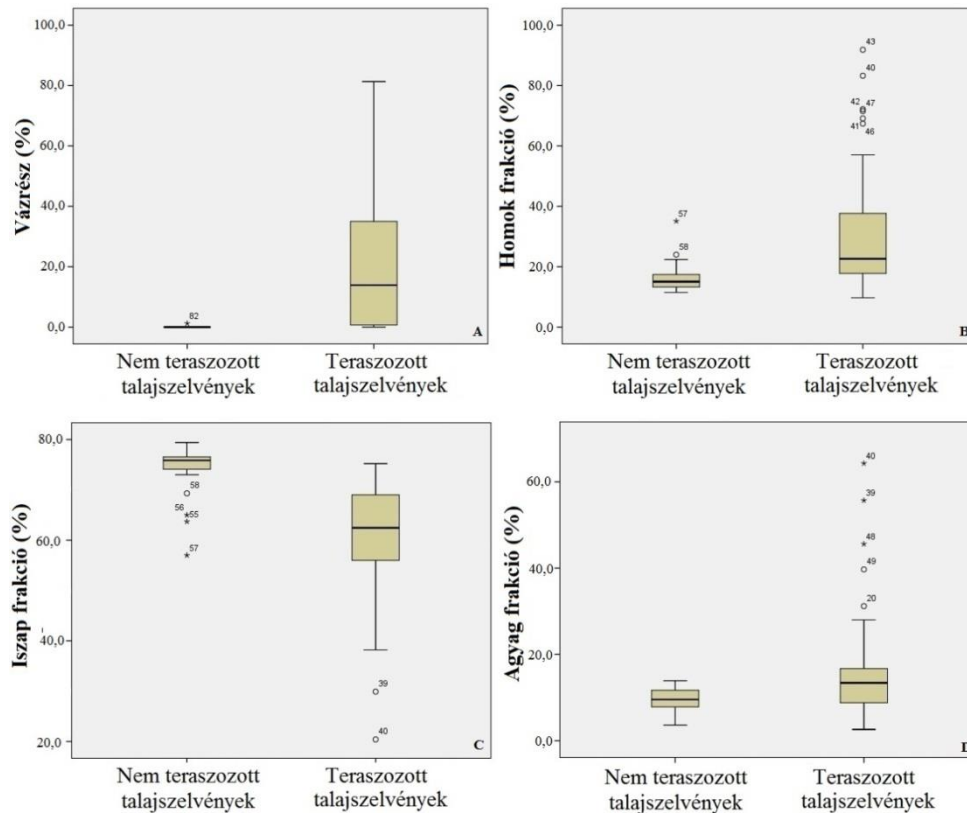 Vázrész (%)
100,0
80,0
60,0
40,0
20,0
0,0
82
A
Nem teraszozott
talajszelvények
Teraszozott
talajszelvények
Homok frakció (%)
100,0
80,0
60,0
40,0
20,0
0,0
57
58
43
40
42 47
41 46
B
Nem teraszozott
talajszelvények
Teraszozott
talajszelvények
Iszap frakció (%)
80,0
60,0
40,0
20,0
58
56 55
57
39
40
C
Nem teraszozott
talajszelvények
Teraszozott
talajszelvények
Agyag frakció (%)
60,0
40,0
20,0
0,0
40
39
48
49
20
D
Nem teraszozott
talajszelvények
Teraszozott
talajszelvények